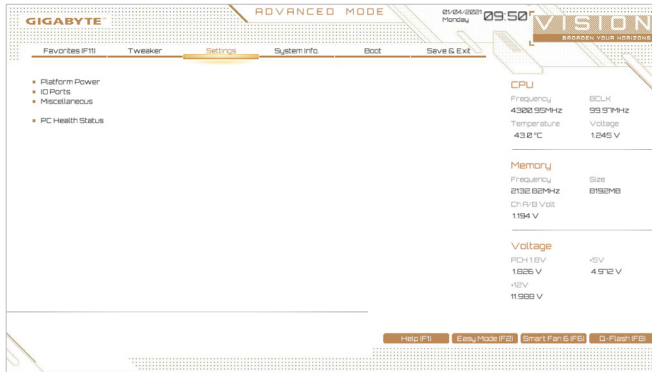 GIGABYTE
ADVANCED MODE
01/04/2021
Monday
09:50
VISION
BROADEN YOUR HORIZONS
Favorites (F11)
Tweaker
Settings
System Info.
Boot
Save & Exit
Platform Power
IO Ports
Miscellaneous
PC Health Status
CPU
Frequency BCLK
4300.95MHz 99.97MHz
Temperature Voltage
43.0 °C 1.245 V
Memory
Frequency Size
2132.82MHz 8192MB
Ch A/B Volt
1.194 V
Voltage
PCH 1.8V +5V
1.826 V 4.972 V
+12V
11.988 V
Help (F1) Easy Mode (F2) Smart Fan 6 (F6) Q-Flash (F8)